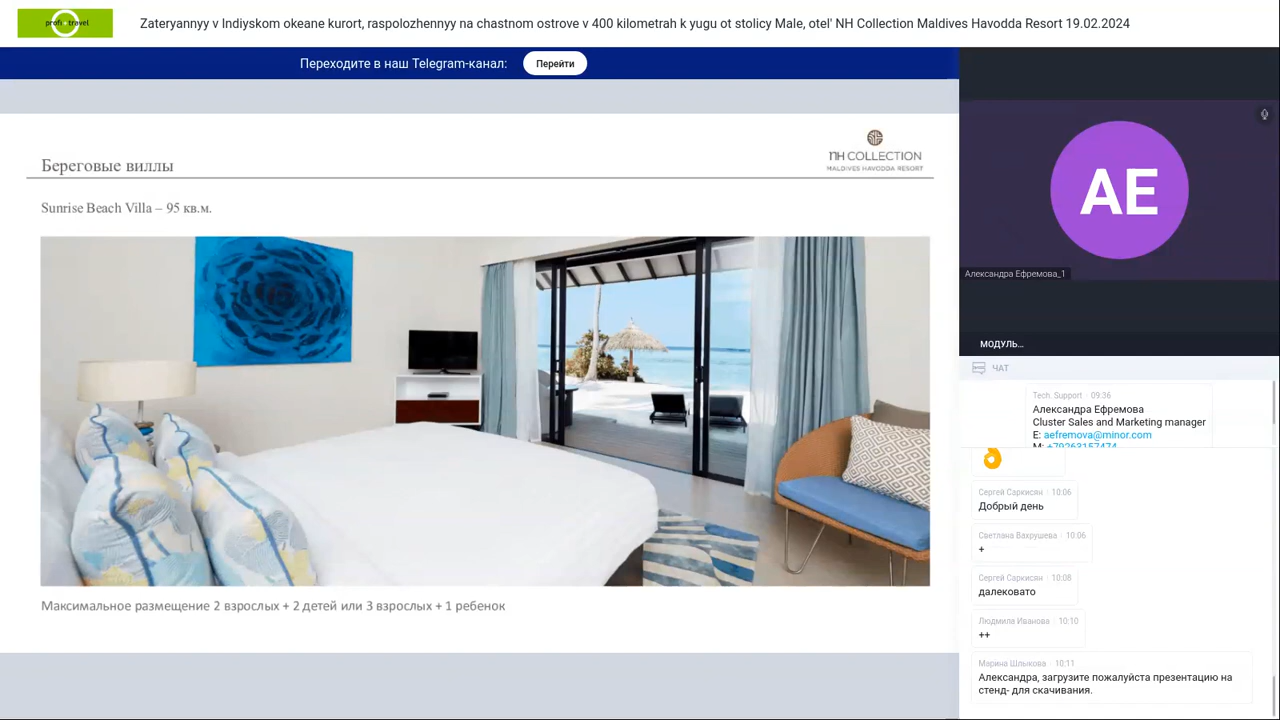 profi travel
Zateryannyy v Indiyskom okeane kurort, raspolozhennyy na ukromnom ostrove v 400 kilometrah k yugu ot stolicy Male, otel' NH Collection Maldives Havodda Resort 19.02.2024
Переходите в наш Telegram-канал:
Перейти
NH COLLECTION
MALDIVES HAVODDA RESORT
Береговые виллы
Sunrise Beach Villa – 95 кв.м.
Максимальное размещение 2 взрослых + 2 детей или 3 взрослых + 1 ребенок
АЕ
Александра Ефремова_1
МОДУЛЬ…
ЧАТ
Tech. Support 09:36
Александра Ефремова
Cluster Sales and Marketing manager
E: aefremova@minor.com
M: +79263157474
Сергей Саркисян 10:06
Добрый день
Светлана Вахрушева 10:06
+
Сергей Саркисян 10:08
далековато
Людмила Иванова 10:10
++
Марина Шлыкова 10:11
Александра, загрузите пожалуйста презентацию на
стенд- для скачивания.